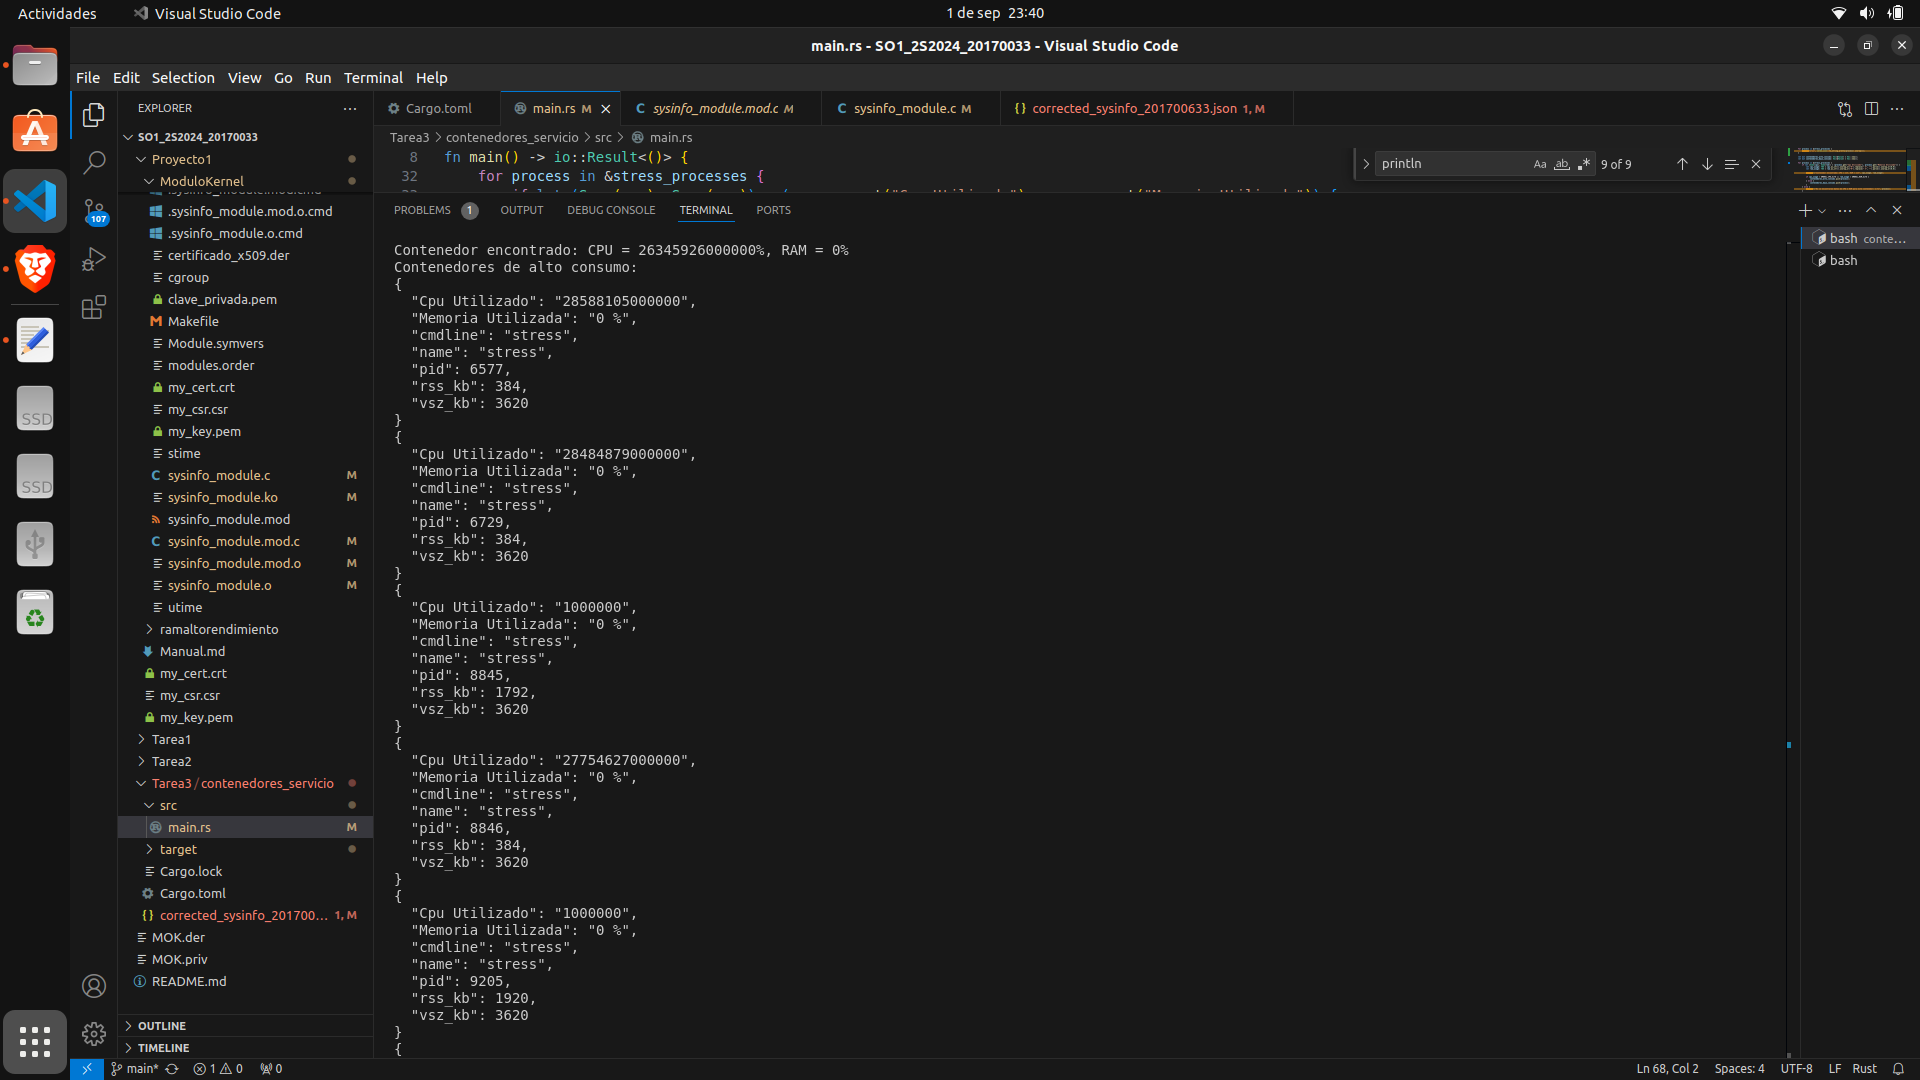 Actividades
Visual Studio Code
1 de sep 23:40
main.rs - SO1_2S2024_20170033 - Visual Studio Code
File Edit Selection View Go Run Terminal Help
EXPLORER
SO1_2S2024_20170033
Proyecto1
ModuloKernel
.sysinfo_module.mod.o.cmd
.sysinfo_module.o.cmd
certificado_x509.der
cgroup
clave_privada.pem
Makefile
Module.symvers
modules.order
my_cert.crt
my_csr.csr
my_key.pem
stime
sysinfo_module.c M
sysinfo_module.ko M
sysinfo_module.mod
sysinfo_module.mod.c M
sysinfo_module.mod.o M
sysinfo_module.o M
utime
ramaltorendimiento
Manual.md
my_cert.crt
my_csr.csr
my_key.pem
Tarea1
Tarea2
Tarea3/contenedores_servicio
src
main.rs M
target
Cargo.lock
Cargo.toml
corrected_sysinfo_201700... 1, M
MOK.der
MOK.priv
README.md
OUTLINE
TIMELINE
107
SSD
SSD
Cargo.toml
main.rs M
sysinfo_module.mod.c M
sysinfo_module.c M
corrected_sysinfo_201700633.json 1, M
Tarea3 > contenedores_servicio > src > main.rs
8 fn main() -> io::Result<()> {
32 for process in &stress_processes {
println
Aa ab 9 of 9
PROBLEMS 1 OUTPUT DEBUG CONSOLE TERMINAL PORTS
bash conte...
bash
Contenedor encontrado: CPU = 26345926000000%, RAM = 0%
Contenedores de alto consumo:
{
"Cpu Utilizado": "28588105000000",
"Memoria Utilizada": "0 %",
"cmdline": "stress",
"name": "stress",
"pid": 6577,
"rss_kb": 384,
"vsz_kb": 3620
}
{
"Cpu Utilizado": "28484879000000",
"Memoria Utilizada": "0 %",
"cmdline": "stress",
"name": "stress",
"pid": 6729,
"rss_kb": 384,
"vsz_kb": 3620
}
{
"Cpu Utilizado": "1000000",
"Memoria Utilizada": "0 %",
"cmdline": "stress",
"name": "stress",
"pid": 8845,
"rss_kb": 1792,
"vsz_kb": 3620
}
{
"Cpu Utilizado": "27754627000000",
"Memoria Utilizada": "0 %",
"cmdline": "stress",
"name": "stress",
"pid": 8846,
"rss_kb": 384,
"vsz_kb": 3620
}
{
"Cpu Utilizado": "1000000",
"Memoria Utilizada": "0 %",
"cmdline": "stress",
"name": "stress",
"pid": 9205,
"rss_kb": 1920,
"vsz_kb": 3620
}
{
main* 1 0 0
Ln 68, Col 2 Spaces: 4 UTF-8 LF Rust